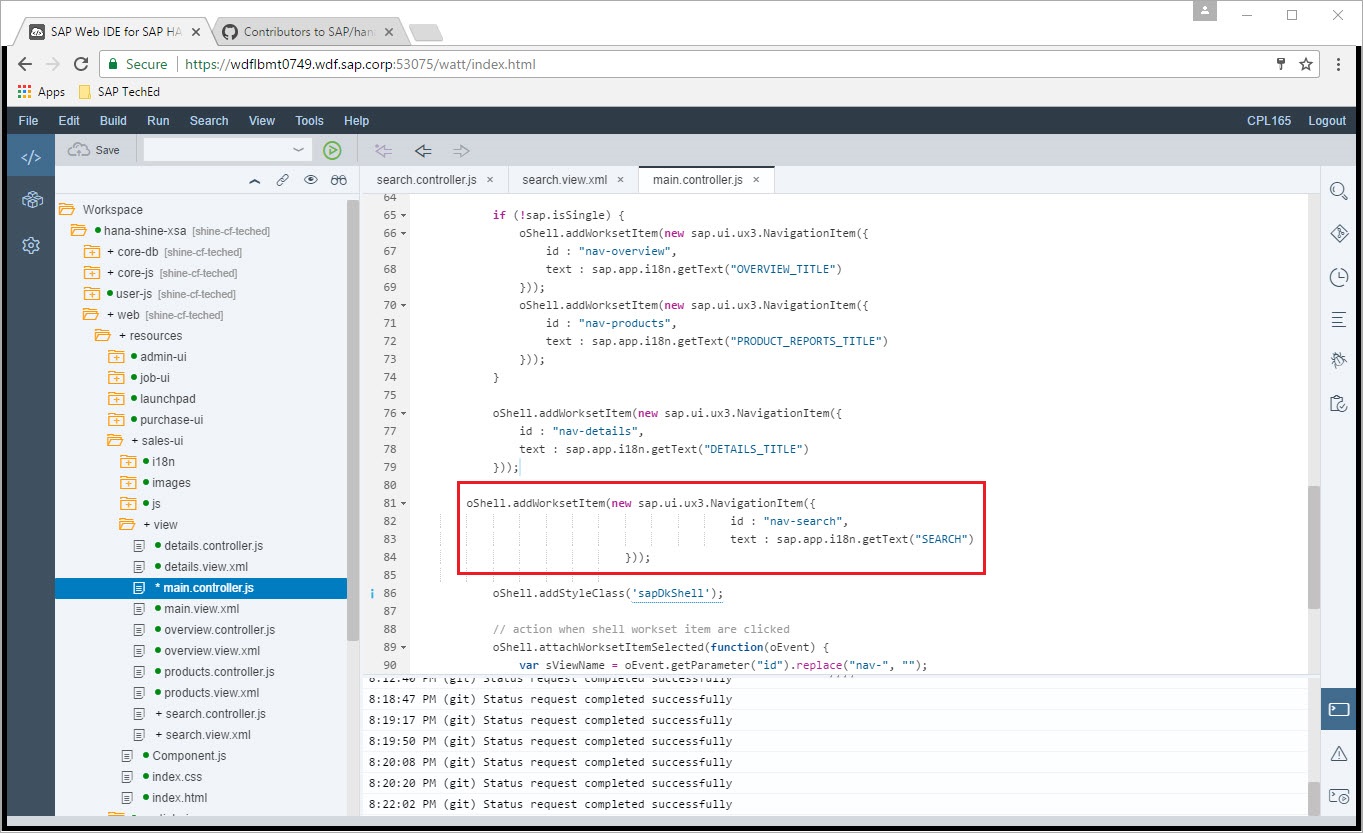 SAP Web IDE for SAP HA
Contributors to SAP/han
Secure
https://wdflbmt0749.wdf.sap.corp:53075/watt/index.html
Apps
SAP TechEd
File Edit Build Run Search View Tools Help CPL165 Logout
Save
search.controller.js × search.view.xml × main.controller.js ×
Workspace
hana-shine-xsa [shine-cf-teched]
+ core-db [shine-cf-teched]
+ core-js [shine-cf-teched]
user-js [shine-cf-teched]
+ web [shine-cf-teched]
+ resources
admin-ui
job-ui
launchpad
purchase-ui
+ sales-ui
i18n
images
js
+ view
details.controller.js
details.view.xml
* main.controller.js
main.view.xml
overview.controller.js
overview.view.xml
products.controller.js
products.view.xml
+ search.controller.js
+ search.view.xml
Component.js
index.css
index.html
64
65 if (!sap.isSingle) {
66 oShell.addWorksetItem(new sap.ui.ux3.NavigationItem({
67 id : "nav-overview",
68 text : sap.app.i18n.getText("OVERVIEW_TITLE")
69 }));
70 oShell.addWorksetItem(new sap.ui.ux3.NavigationItem({
71 id : "nav-products",
72 text : sap.app.i18n.getText("PRODUCT_REPORTS_TITLE")
73 }));
74 }
75
76 oShell.addWorksetItem(new sap.ui.ux3.NavigationItem({
77 id : "nav-details",
78 text : sap.app.i18n.getText("DETAILS_TITLE")
79 }));
80
81 oShell.addWorksetItem(new sap.ui.ux3.NavigationItem({
82 id : "nav-search",
83 text : sap.app.i18n.getText("SEARCH")
84 }));
85
86 oShell.addStyleClass('sapDkShell');
87
88 // action when shell workset item are clicked
89 oShell.attachWorksetItemSelected(function(oEvent) {
90 var sViewName = oEvent.getParameter("id").replace("nav-", "");
8:12:40 PM (git) Status request completed successfully
8:18:47 PM (git) Status request completed successfully
8:19:17 PM (git) Status request completed successfully
8:19:50 PM (git) Status request completed successfully
8:20:08 PM (git) Status request completed successfully
8:20:20 PM (git) Status request completed successfully
8:22:02 PM (git) Status request completed successfully